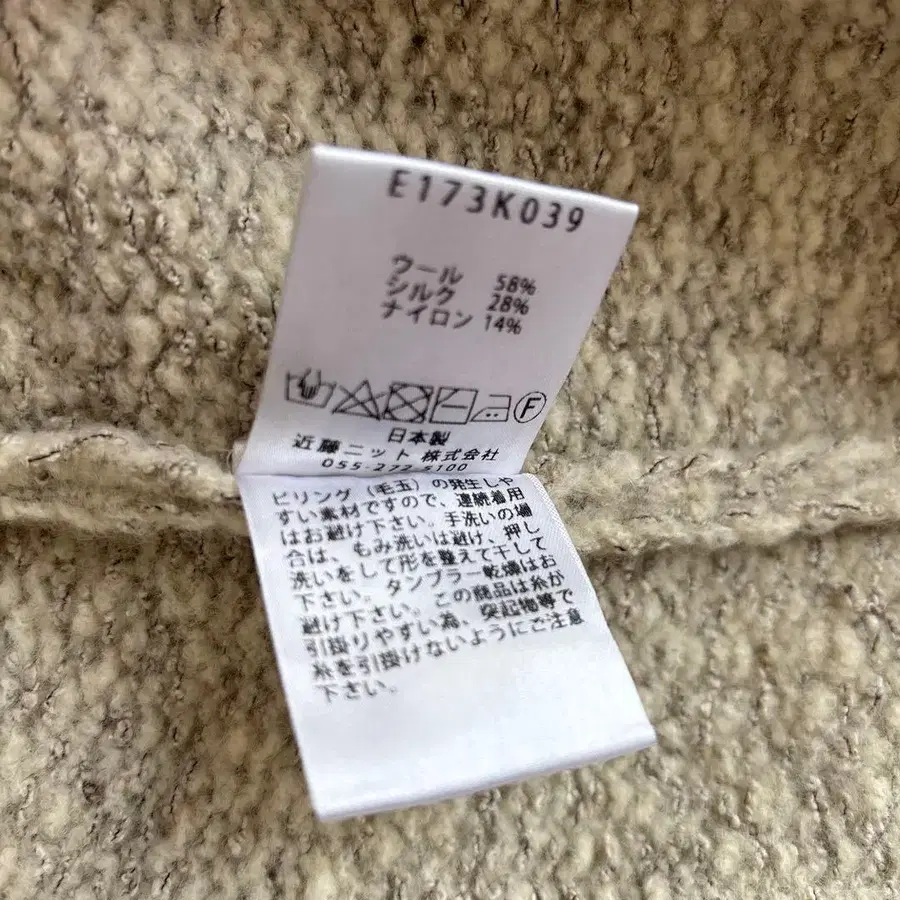 E173K039
ウール 58%
シルク 28%
ナイロン 14%
F
日本製
近藤ニット 株式会社
055-272-5100
ピリング（毛玉）の発生しや
すい素材ですので、連続着用
はお避け下さい。手洗いの場
合は、もみ洗いは避け、押し
洗いをして形を整えて干して
下さい。タンブラー乾燥はお
避け下さい。この商品は糸が
引掛りやすい為、突起物等で
糸を引掛けないようにご注意
下さい。